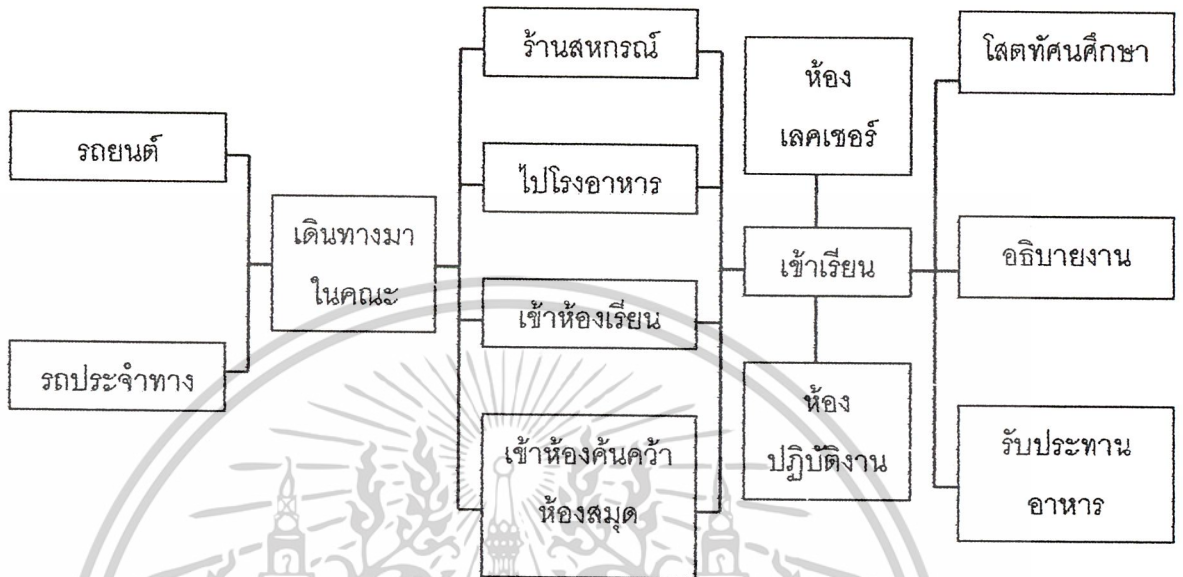 รถยนต์
รถประจำทาง
เดินทางมา
ในคณะ
ร้านสหกรณ์
ไปโรงอาหาร
เข้าห้องเรียน
เข้าห้องค้นคว้า
ห้องสมุด
ห้อง
เลคเชอร์
เข้าเรียน
ห้อง
ปฏิบัติงาน
โสตทัศนศึกษา
อธิบายงาน
รับประทาน
อาหาร